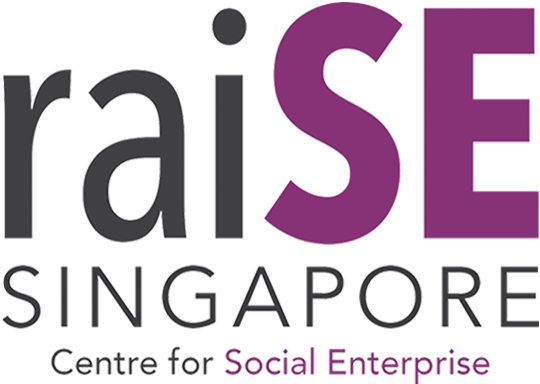 raiSE
SINGAPORE
Centre for Social Enterprise